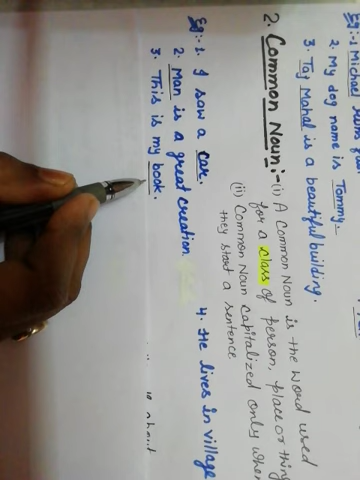 Eg:-1 Michael
2. My dog name is Tommy.
3. Taj Mahal is a beautiful building.
2. Common Noun:- (i) A Common Noun is the word used
for a class of person, place or thing
(ii) Common Noun capitalized only when
they start a sentence
Eg:- 1. I saw a car.
2. Man is a great creation.
4. He lives in village
3. This is my book.